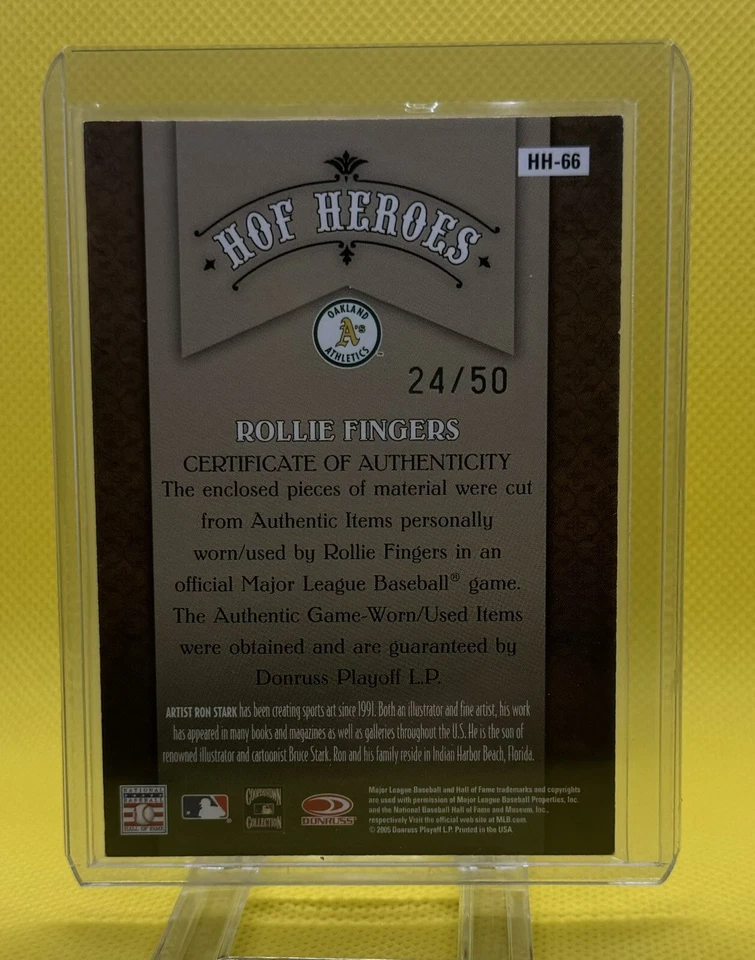 HH-66
HOF HEROES
OAKLAND
A's
ATHLETICS
™
24/50
ROLLIE FINGERS
CERTIFICATE OF AUTHENTICITY
The enclosed pieces of material were cut
from Authentic Items personally
worn/used by Rollie Fingers in an
official Major League Baseball® game.
The Authentic Game-Worn/Used Items
were obtained and are guaranteed by
Donruss Playoff L.P.
ARTIST RON STARK has been creating sports art since 1991. Both an illustrator and fine artist, his work
has appeared in many books and magazines as well as galleries throughout the U.S. He is the son of
renowned illustrator and cartoonist Bruce Stark. Ron and his family reside in Indian Harbor Beach, Florida.
NATIONAL
BASEBALL
HALL OF FAME
COOPERSTOWN
COLLECTION
DONRUSS
Major League Baseball and Hall of Fame trademarks and copyrights
are used with permission of Major League Baseball Properties, Inc.
and the National Baseball Hall of Fame and Museum, Inc.,
respectively Visit the official web site at MLB.com
© 2005 Donruss Playoff L.P. Printed in the USA